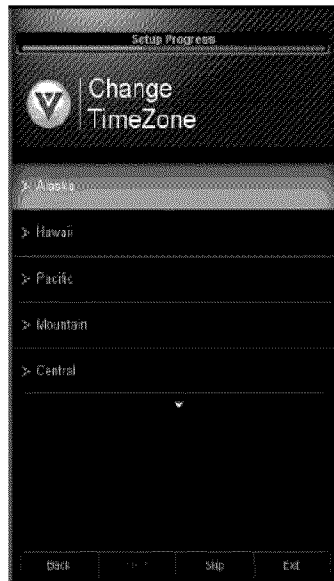 Setup Progress
Change
TimeZone
> Alaska
> Hawaii
> Pacific
> Mountain
> Central
Back Skip Exit